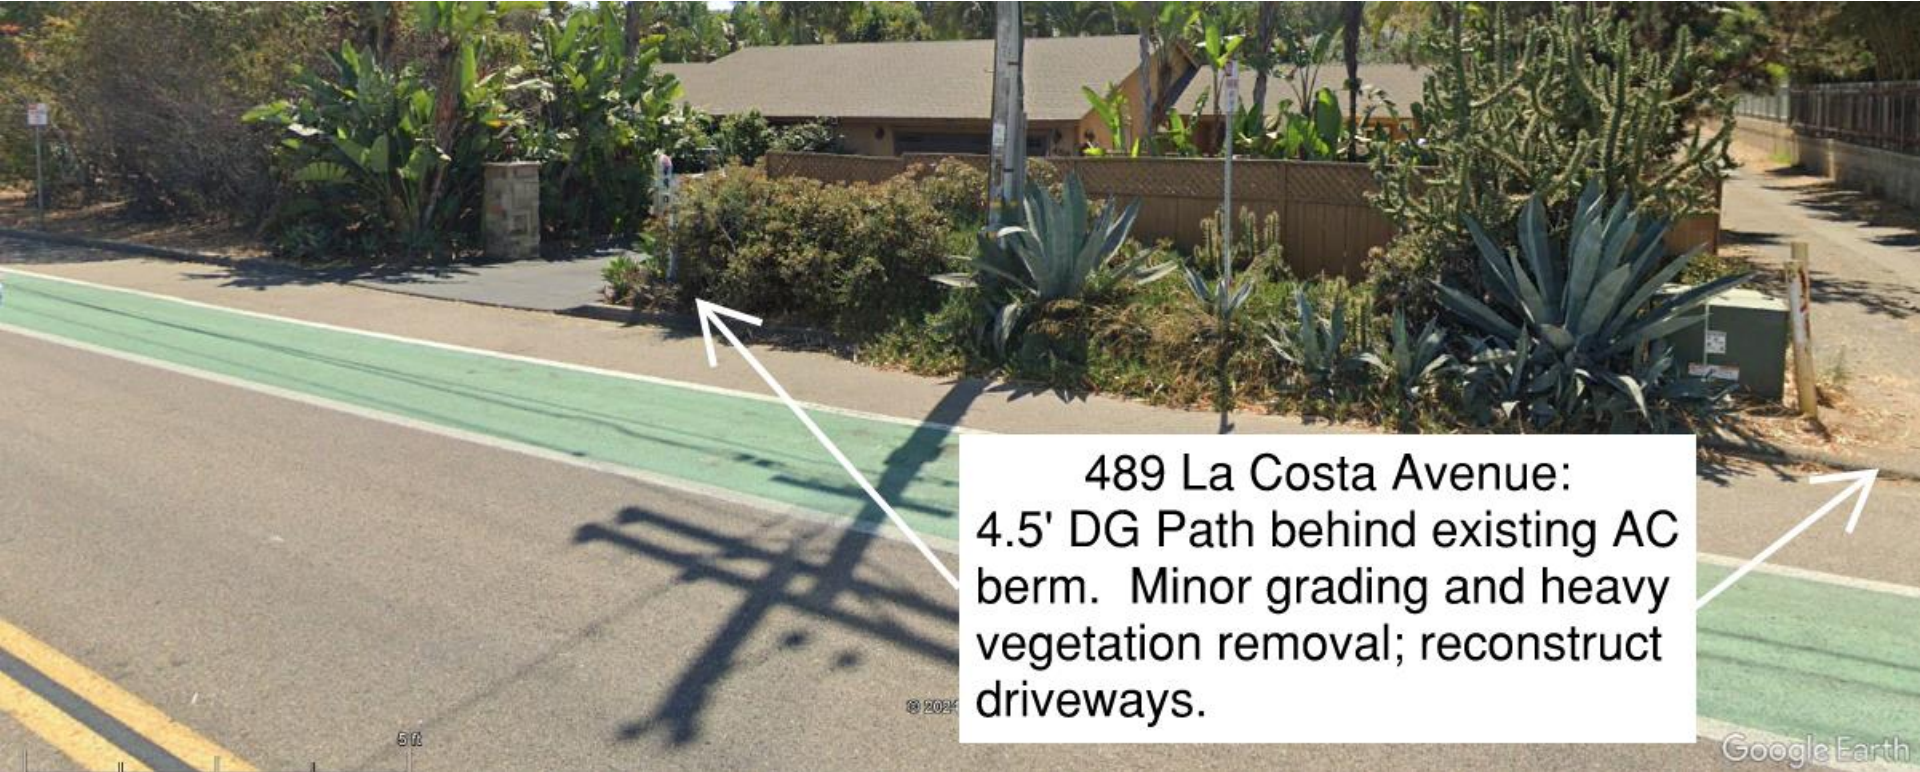 489 La Costa Avenue:
4.5' DG Path behind existing AC
berm.  Minor grading and heavy
vegetation removal; reconstruct
driveways.
© 202
5 ft
Google Earth